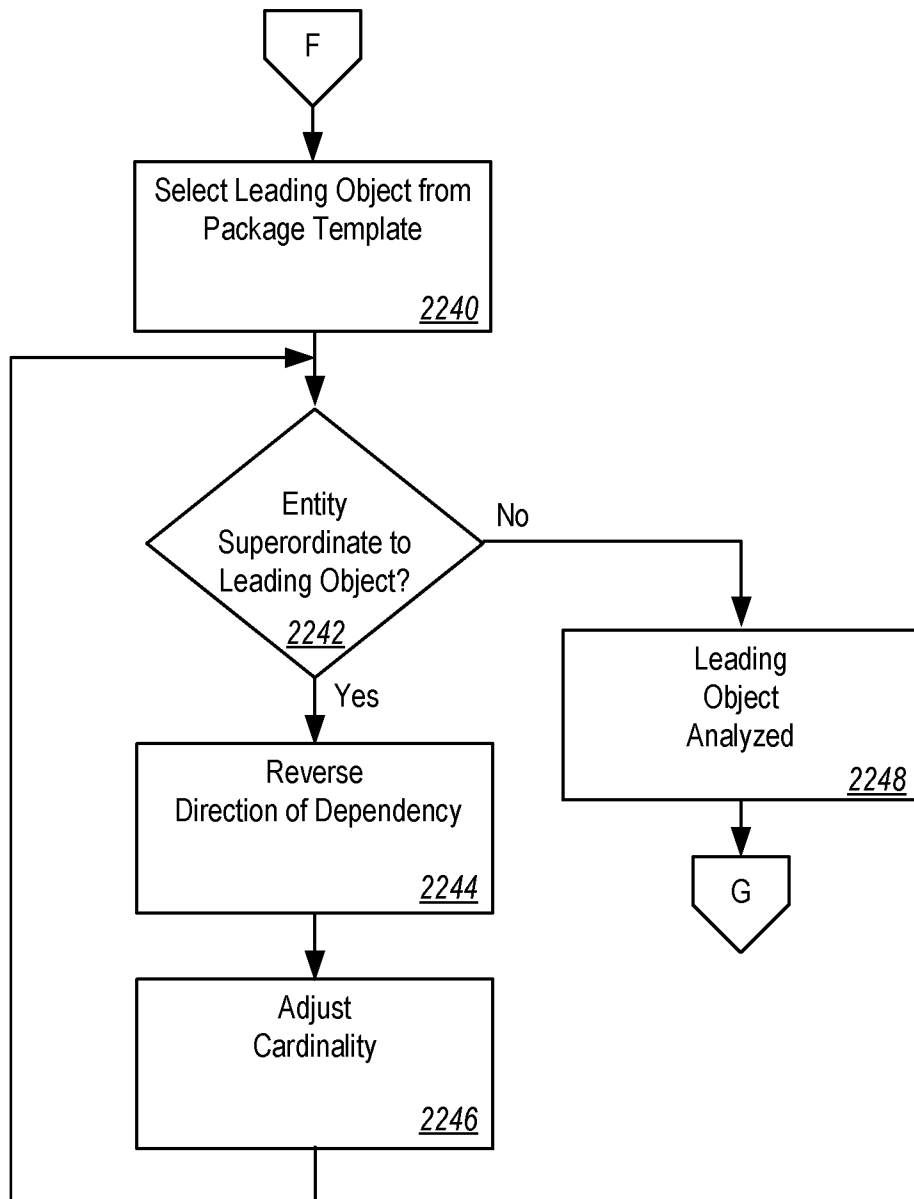 F
Select Leading Object from
Package Template
2240
Entity
Superordinate to
Leading Object?
2242
No
Yes
Leading
Object
Analyzed
2248
Reverse
Direction of Dependency
2244
G
Adjust
Cardinality
2246